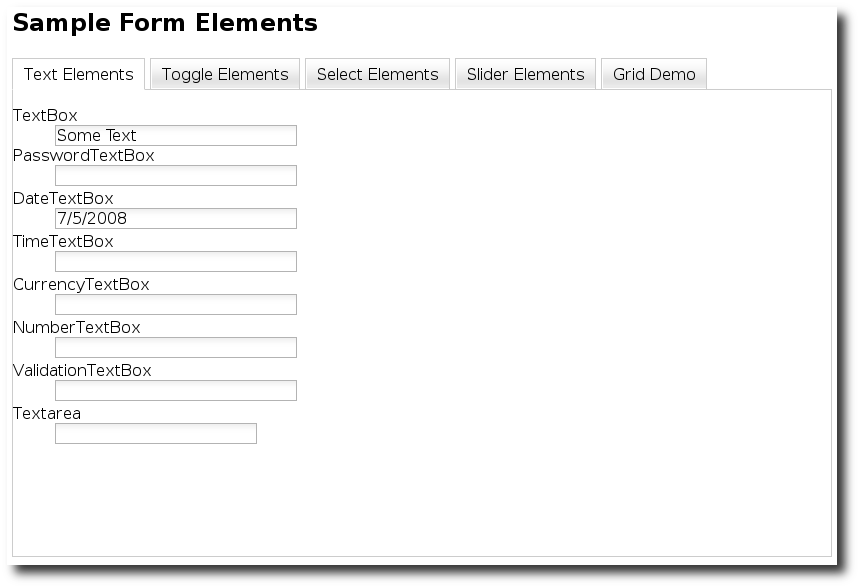 Sample Form Elements
Text Elements Toggle Elements Select Elements Slider Elements Grid Demo
TextBox
Some Text
PasswordTextBox
DateTextBox
7/5/2008
TimeTextBox
CurrencyTextBox
NumberTextBox
ValidationTextBox
Textarea